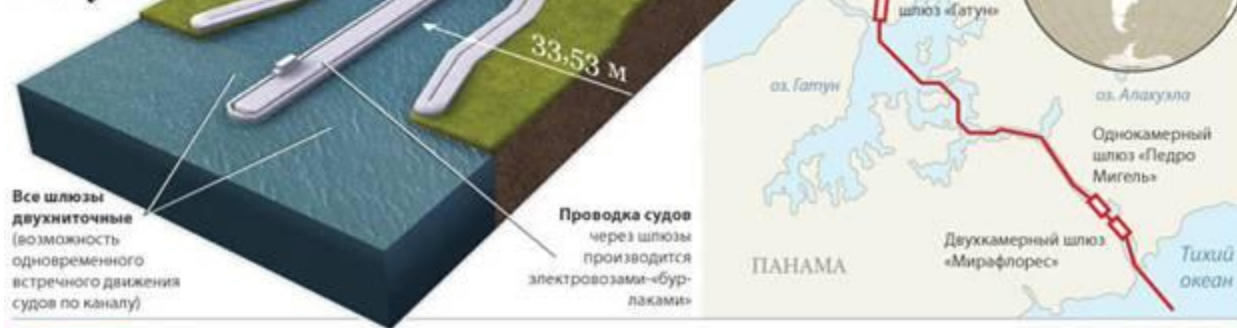 шлюз «Гатун»
33,53 м
оз. Гатун
оз. Алахуэла
Однокамерный
шлюз «Педро
Мигель»
Все шлюзы
двухниточные
(возможность
одновременного
встречного движения
судов по каналу)
Проводка судов
через шлюзы
производится
электровозами-«бур-
лаками»
Двухкамерный шлюз
«Мирафлорес»
ПАНАМА
Тихий
океан